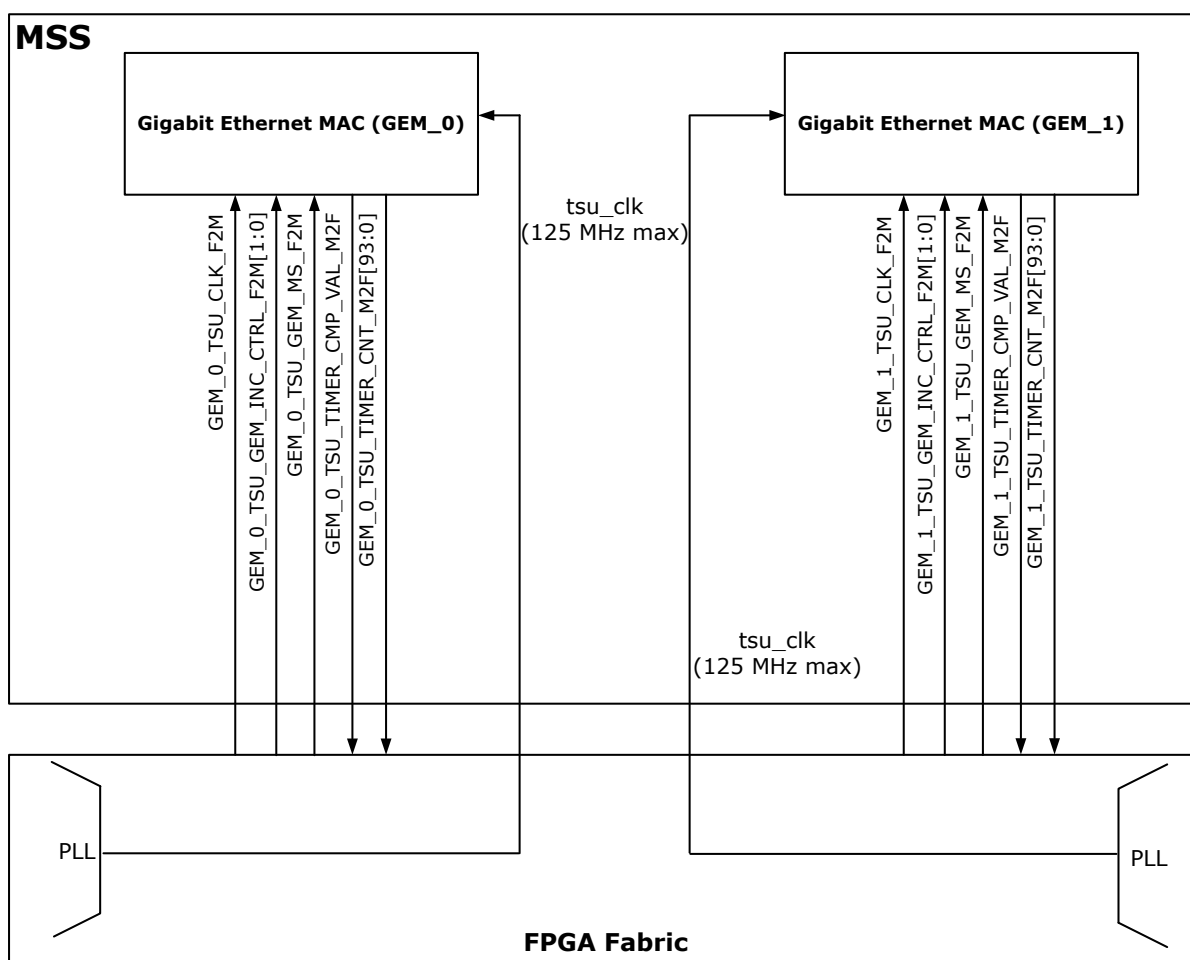 MSS
Gigabit Ethernet MAC (GEM_0)
Gigabit Ethernet MAC (GEM_1)
GEM_0_TSU_CLK_F2M
GEM_0_TSU_GEM_INC_CTRL_F2M[1:0]
GEM_0_TSU_GEM_MS_F2M
GEM_0_TSU_TIMER_CMP_VAL_M2F
GEM_0_TSU_TIMER_CNT_M2F[93:0]
tsu_clk
(125 MHz max)
GEM_1_TSU_CLK_F2M
GEM_1_TSU_GEM_INC_CTRL_F2M[1:0]
GEM_1_TSU_GEM_MS_F2M
GEM_1_TSU_TIMER_CMP_VAL_M2F
GEM_1_TSU_TIMER_CNT_M2F[93:0]
tsu_clk
(125 MHz max)
PLL
PLL
FPGA Fabric